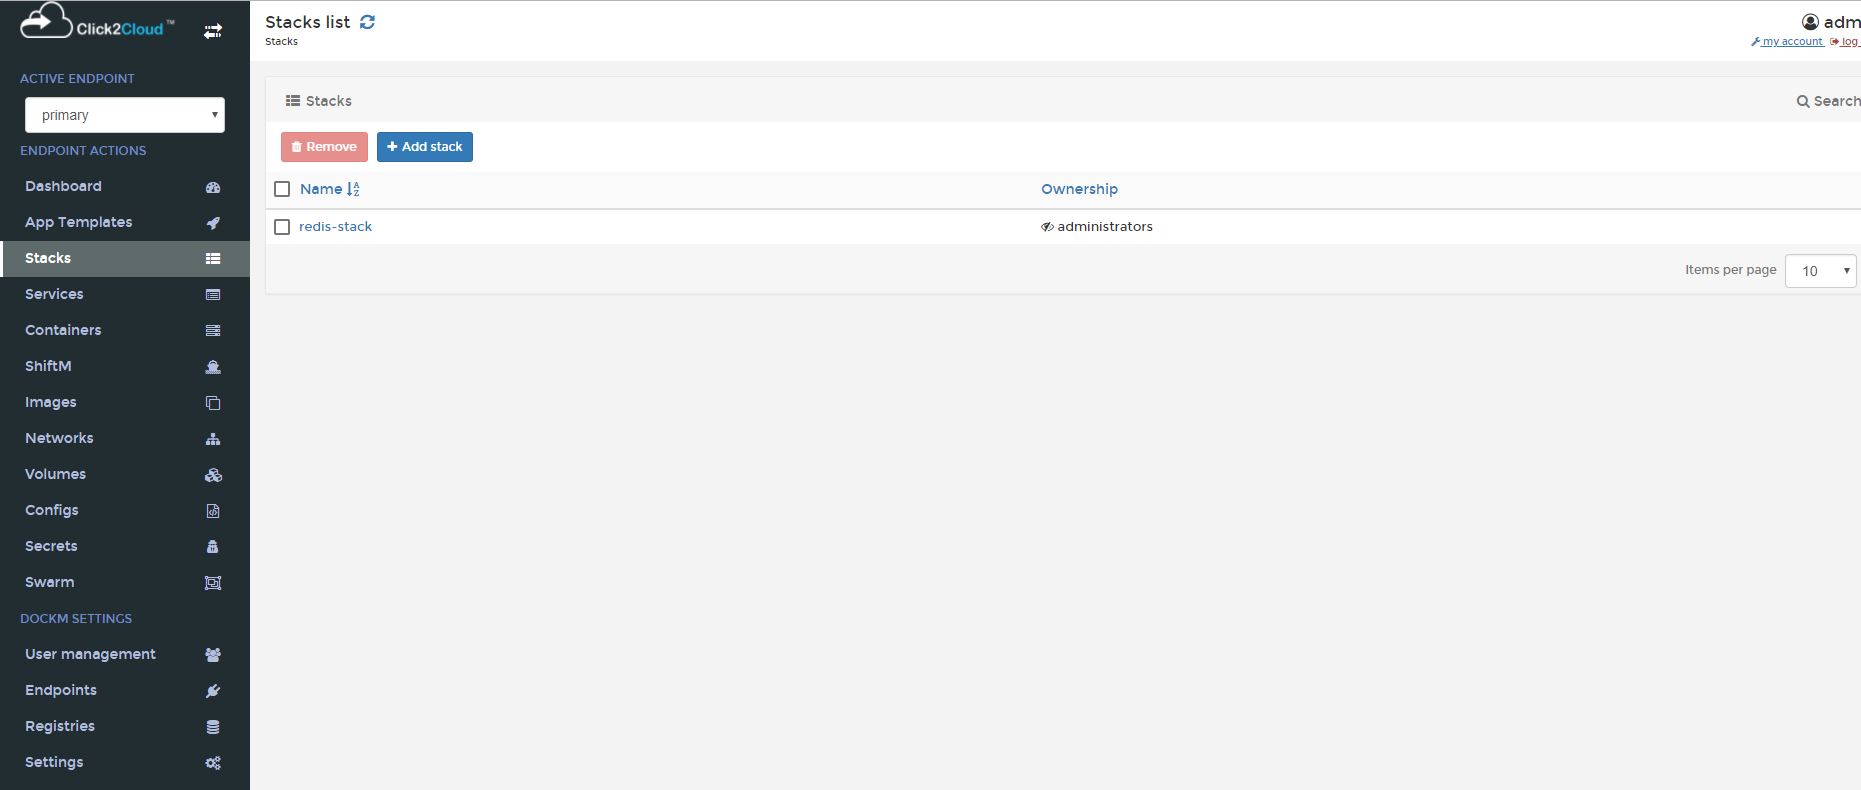 Click2Cloud™
ACTIVE ENDPOINT
primary
ENDPOINT ACTIONS
Dashboard
App Templates
Stacks
Services
Containers
ShiftM
Images
Networks
Volumes
Configs
Secrets
Swarm
DOCKM SETTINGS
User management
Endpoints
Registries
Settings
Stacks list
Stacks
adm
my account log
Stacks
Search
Remove Add stack
Name Ownership
redis-stack administrators
Items per page 10